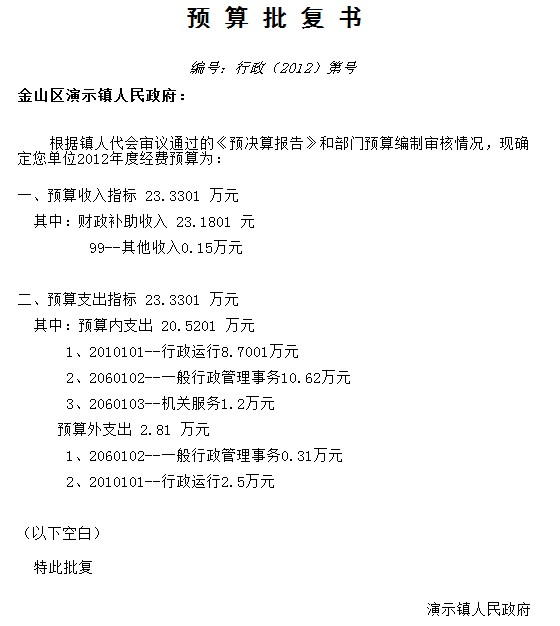 预 算 批 复 书
编号：行政（2012）第号
金山区演示镇人民政府：
根据镇人代会审议通过的《预决算报告》和部门预算编制审核情况，现确
定您单位2012年度经费预算为：
一、预算收入指标 23.3301 万元
其中：财政补助收入 23.1801 元
99--其他收入0.15万元
二、预算支出指标 23.3301 万元
其中：预算内支出 20.5201 万元
1、2010101--行政运行8.7001万元
2、2060102--一般行政管理事务10.62万元
3、2060103--机关服务1.2万元
预算外支出 2.81 万元
1、2060102--一般行政管理事务0.31万元
2、2010101--行政运行2.5万元
（以下空白）
特此批复
演示镇人民政府